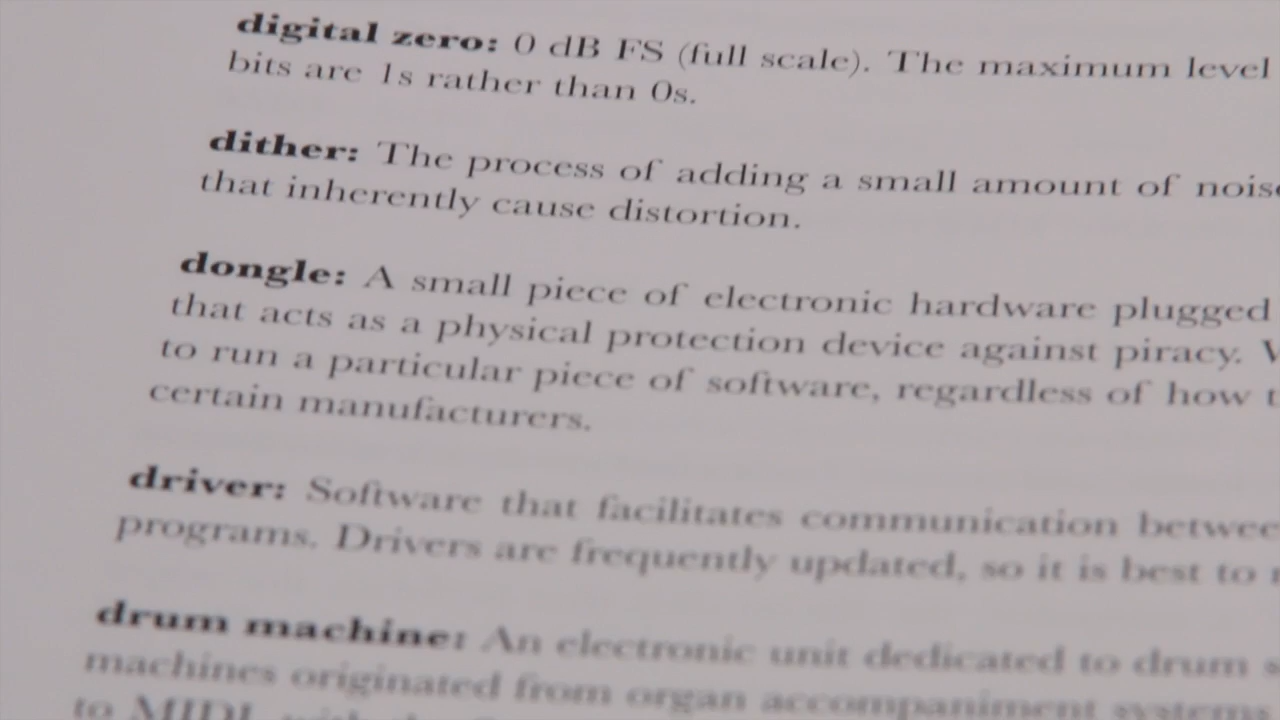 digital zero: 0 dB FS (full scale). The maximum level
bits are 1s rather than 0s.
dither: The process of adding a small amount of noise
that inherently cause distortion.
dongle: A small piece of electronic hardware plugged
that acts as a physical protection device against piracy.
to run a particular piece of software, regardless of how
certain manufacturers.
driver: Software that facilitates communication betwee
programs. Drivers are frequently updated, so it is best to
drum machine: An electronic unit dedicated to drum
machines originated from organ accompaniment systems
to MIDI, with the